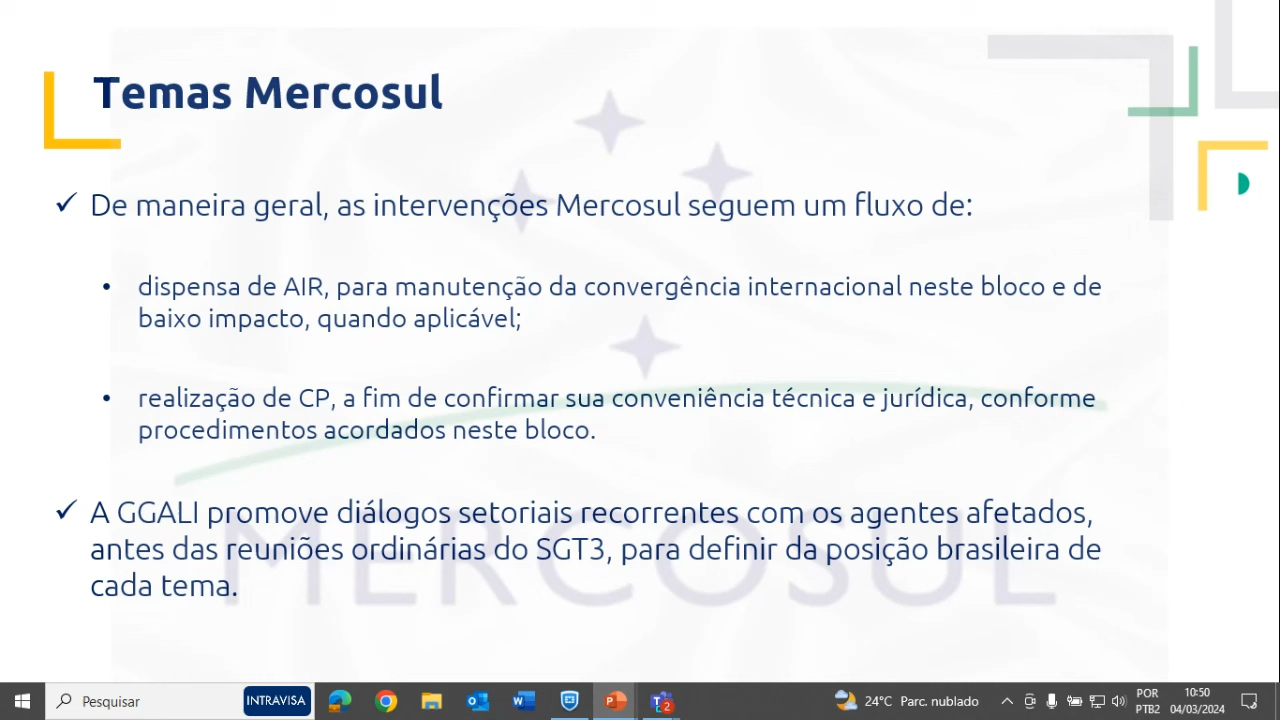 Temas Mercosul
✓ De maneira geral, as intervenções Mercosul seguem um fluxo de:
• dispensa de AIR, para manutenção da convergência internacional neste bloco e de
baixo impacto, quando aplicável;
• realização de CP, a fim de confirmar sua conveniência técnica e jurídica, conforme
procedimentos acordados neste bloco.
✓ A GGALI promove diálogos setoriais recorrentes com os agentes afetados,
antes das reuniões ordinárias do SGT3, para definir da posição brasileira de
cada tema.
MERCOSUL
Pesquisar
INTRAVISA
2
24°C Parc. nublado
POR
PTB2
10:50
04/03/2024